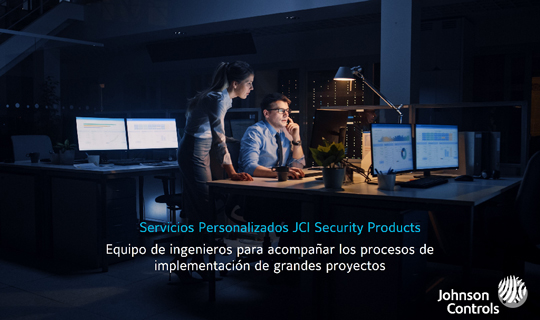 Servicios Personalizados JCI Security Products
Equipo de ingenieros para acompañar los procesos de
implementación de grandes proyectos
Johnson
Controls